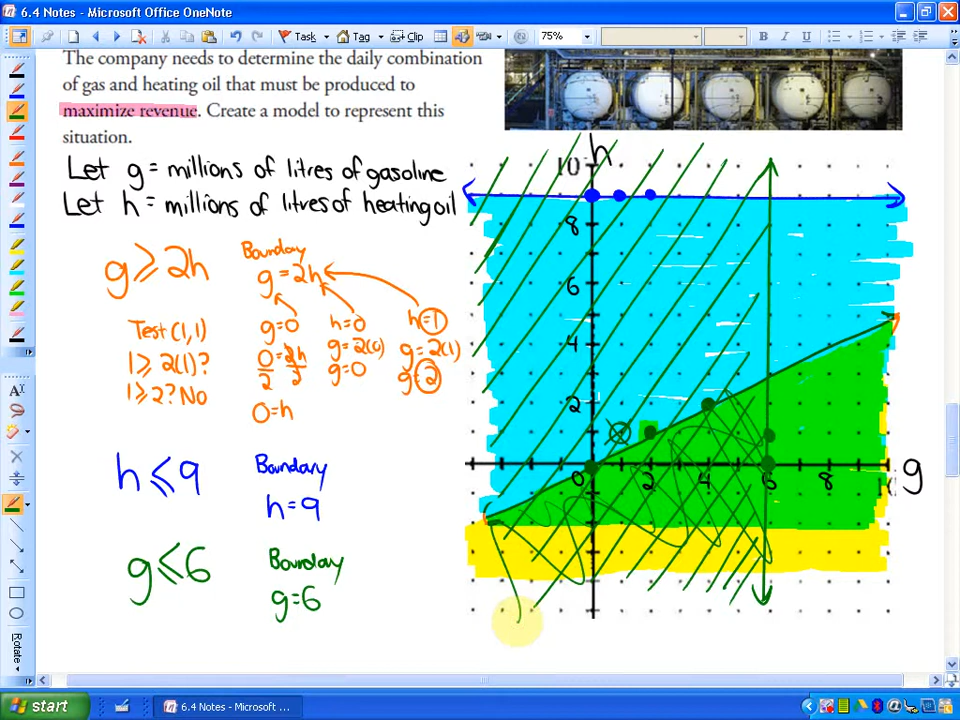 6.4 Notes - Microsoft OneNote
Task
Tag
Clip
75%
B I U
The company needs to determine the daily combination
of gas and heating oil that must be produced to
maximize revenue. Create a model to represent this
situation.
Let g = millions of litres of gasoline
Let h = millions of litres of heating oil
g ≥ 2h
Boundary
g = 2h
Test (1,1)
1 ≥ 2(1)?
1 ≥ 2? No
g=0
0 = 2h
2 2
0=h
h=0
g=2(0)
g=0
h=1
g=2(1)
g=2
h ≤ 9
Boundary
h=9
g ≤ 6
Boundary
g=6
h
10
8
6
4
2
0 2 4 6 8
g
A
Rotate
start
6.4 Notes - Microsoft ...